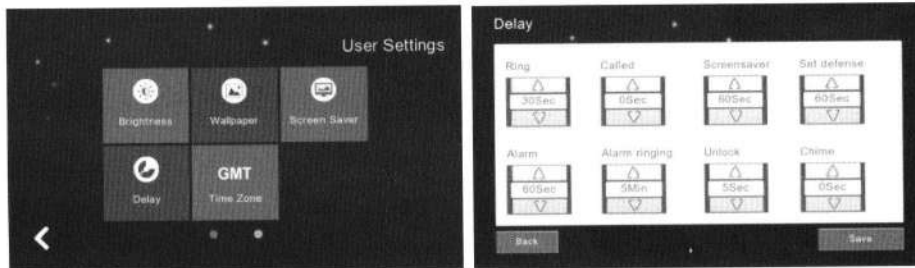 User Settings
Brightness
Wallpaper
Screen Saver
Delay
GMT
Time Zone
Delay
Ring
Called
Screensaver
Set defense
30Sec
0Sec
60Sec
60Sec
Alarm
Alarm ringing
Unlock
Chime
60Sec
5Min
5Sec
0Sec
Back
Save